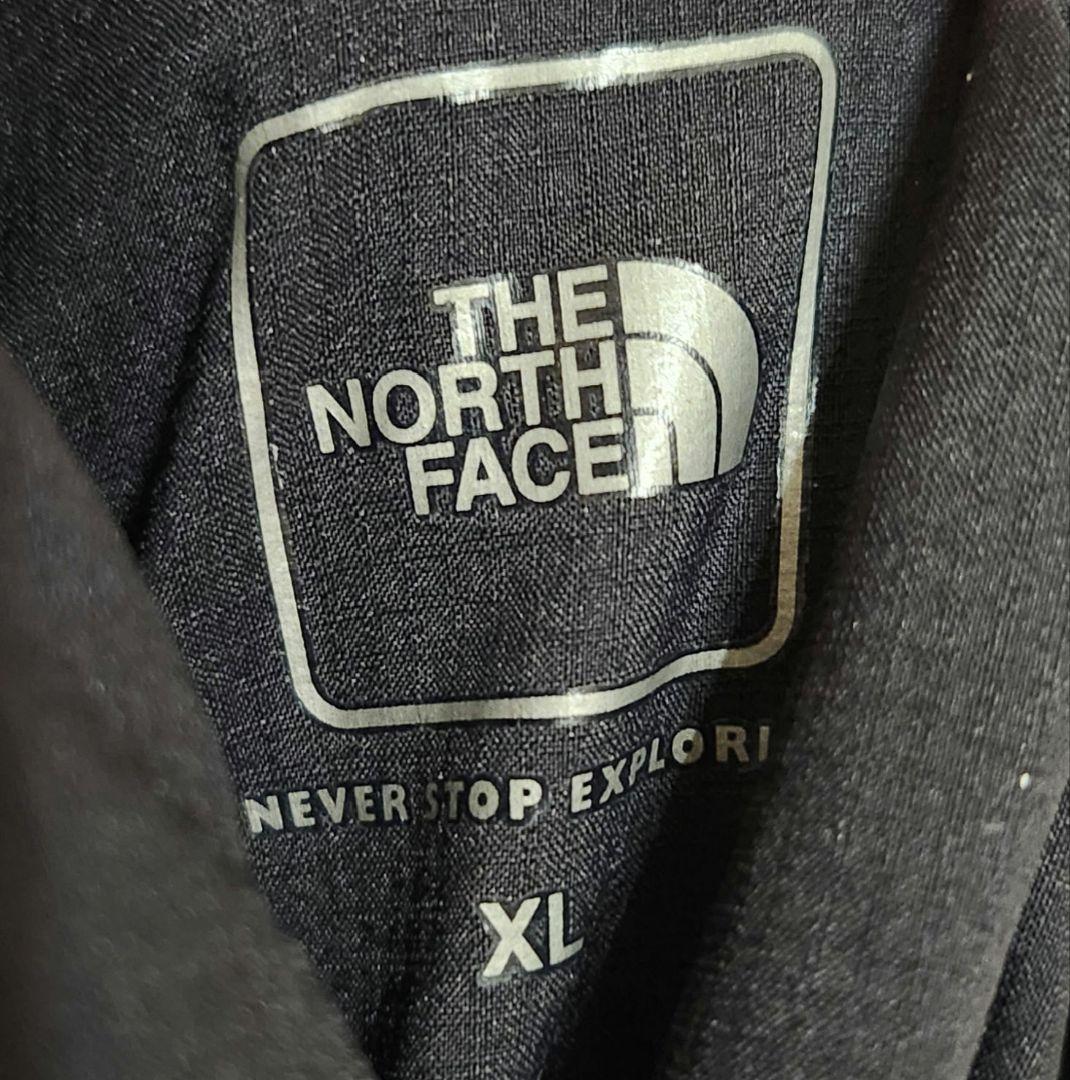 THE
NORTH
FACE
NEVER STOP EXPLORI
XL